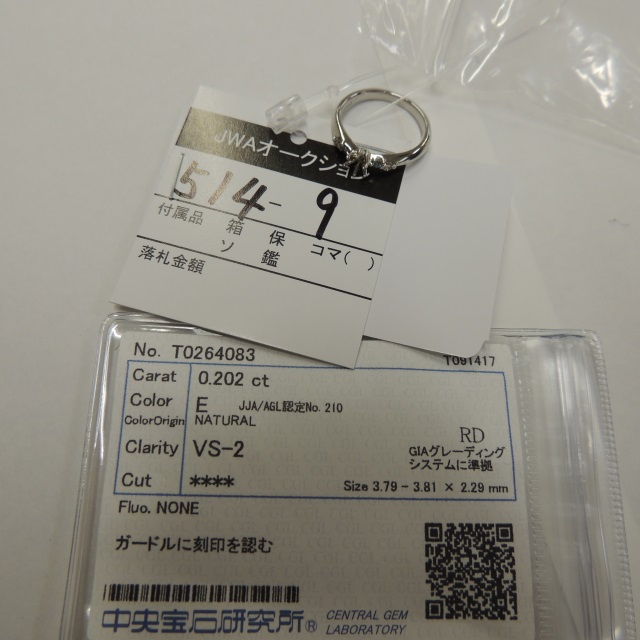 JWAオークション
514-9
付属品 箱 保 コマ( )
ソ 鑑
落札金額
No. T0264083
T091417
Carat 0.202 ct
Color E JJA/AGL認定No. 210
ColorOrigin NATURAL
RD
Clarity VS-2 GIAグレーディング
システムに準拠
Cut ****
Size 3.79 - 3.81 × 2.29 mm
Fluo. NONE
ガードルに刻印を認む
中央宝石研究所® CENTRAL GEM
LABORATORY